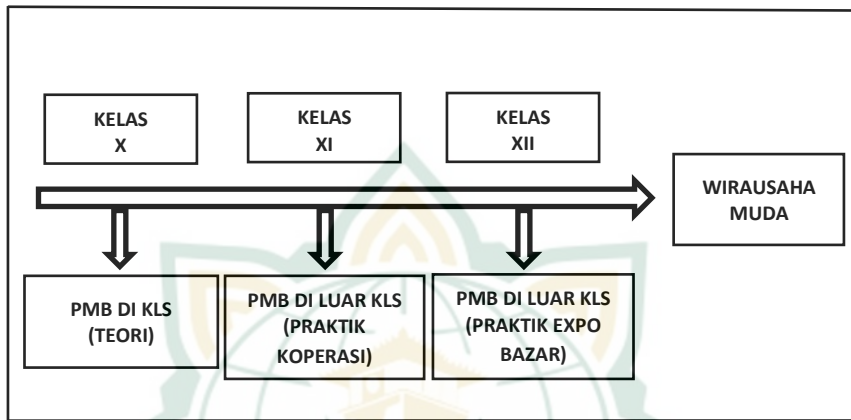 KELAS
X
KELAS
XI
KELAS
XII
WIRAUSAHA
MUDA
PMB DI KLS
(TEORI)
PMB DI LUAR KLS
(PRAKTIK
KOPERASI)
PMB DI LUAR KLS
(PRAKTIK EXPO
BAZAR)